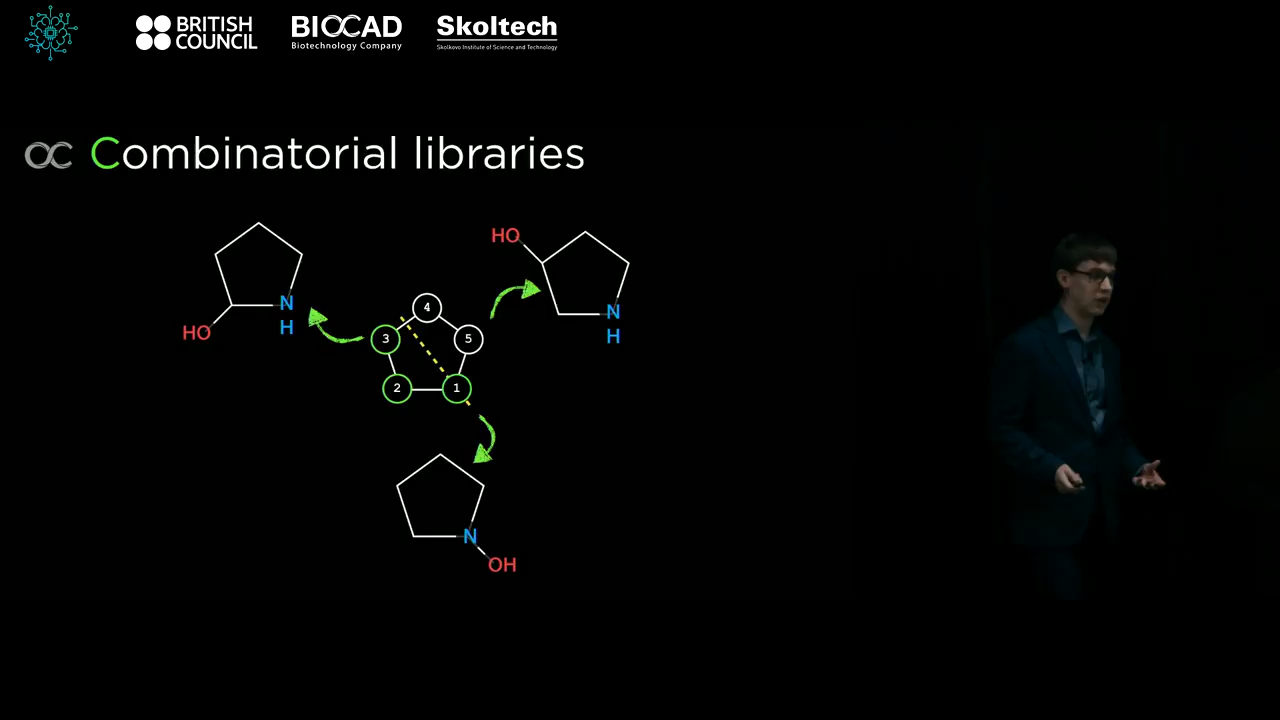 BRITISH
COUNCIL
BIOCAD
Biotechnology Company
Skoltech
Skolkovo Institute of Science and Technology
Combinatorial libraries
HO
N
H
HO
N
H
4
3
5
2
1
N
OH